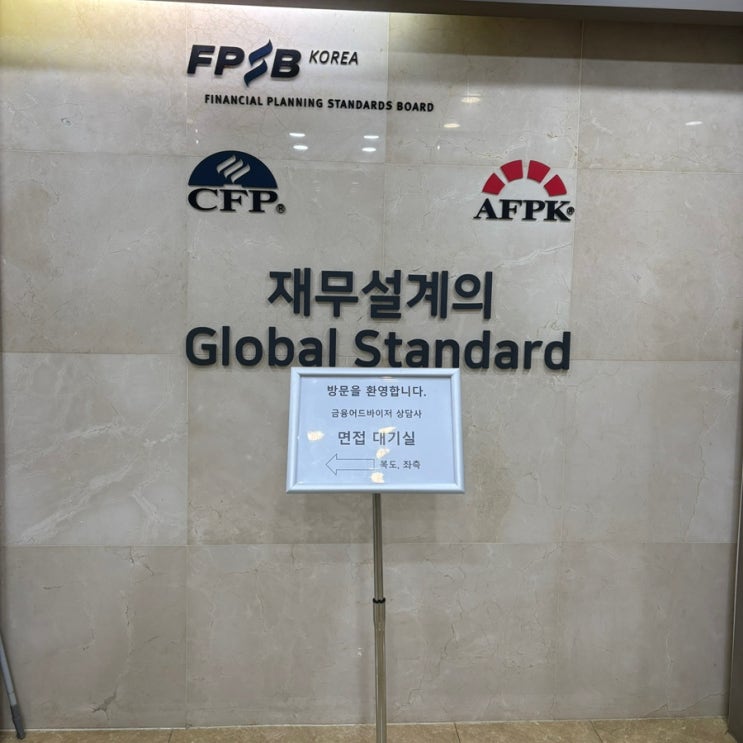 FPSB KOREA
FINANCIAL PLANNING STANDARDS BOARD
CFP®
AFPK®
재무설계의
Global Standard
방문을 환영합니다.
금융어드바이저 상담사
면접 대기실
복도, 좌측